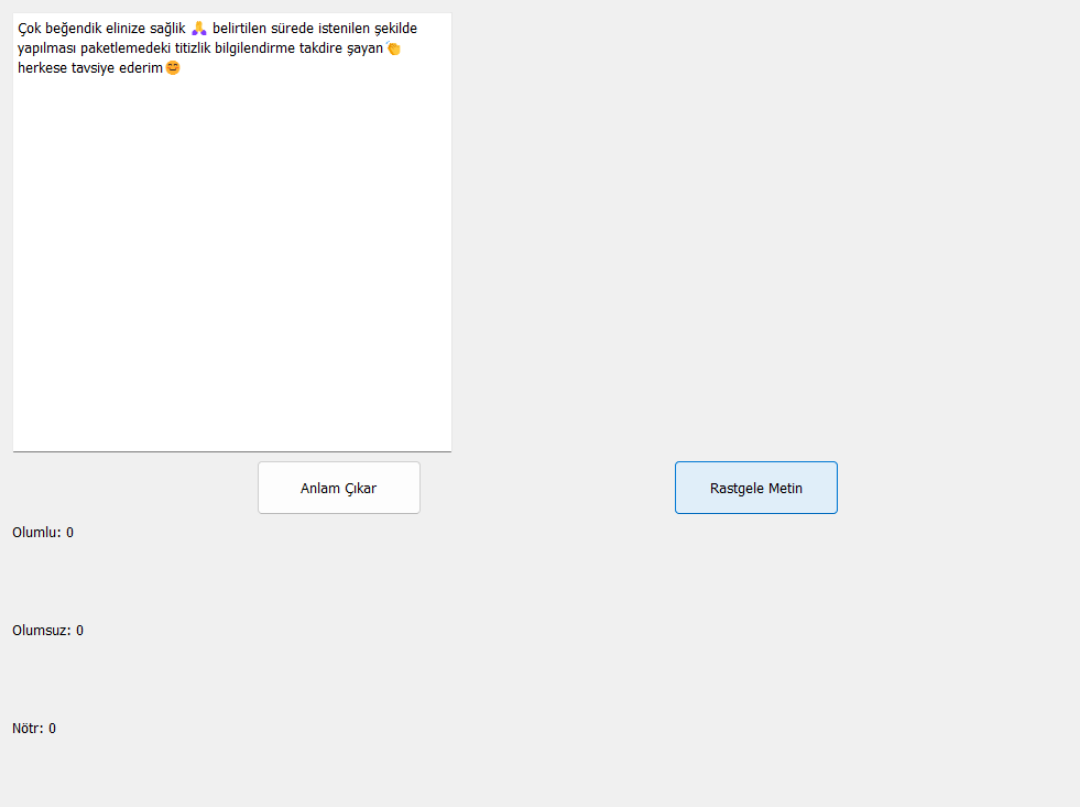 Çok beğendik elinize sağlik 🙏 belirtilen sürede istenilen şekilde
yapılması paketlemedeki titizlik bilgilendirme takdire şayan👏
herkese tavsiye ederim😊
Anlam Çıkar
Rastgele Metin
Olumlu: 0
Olumsuz: 0
Nötr: 0